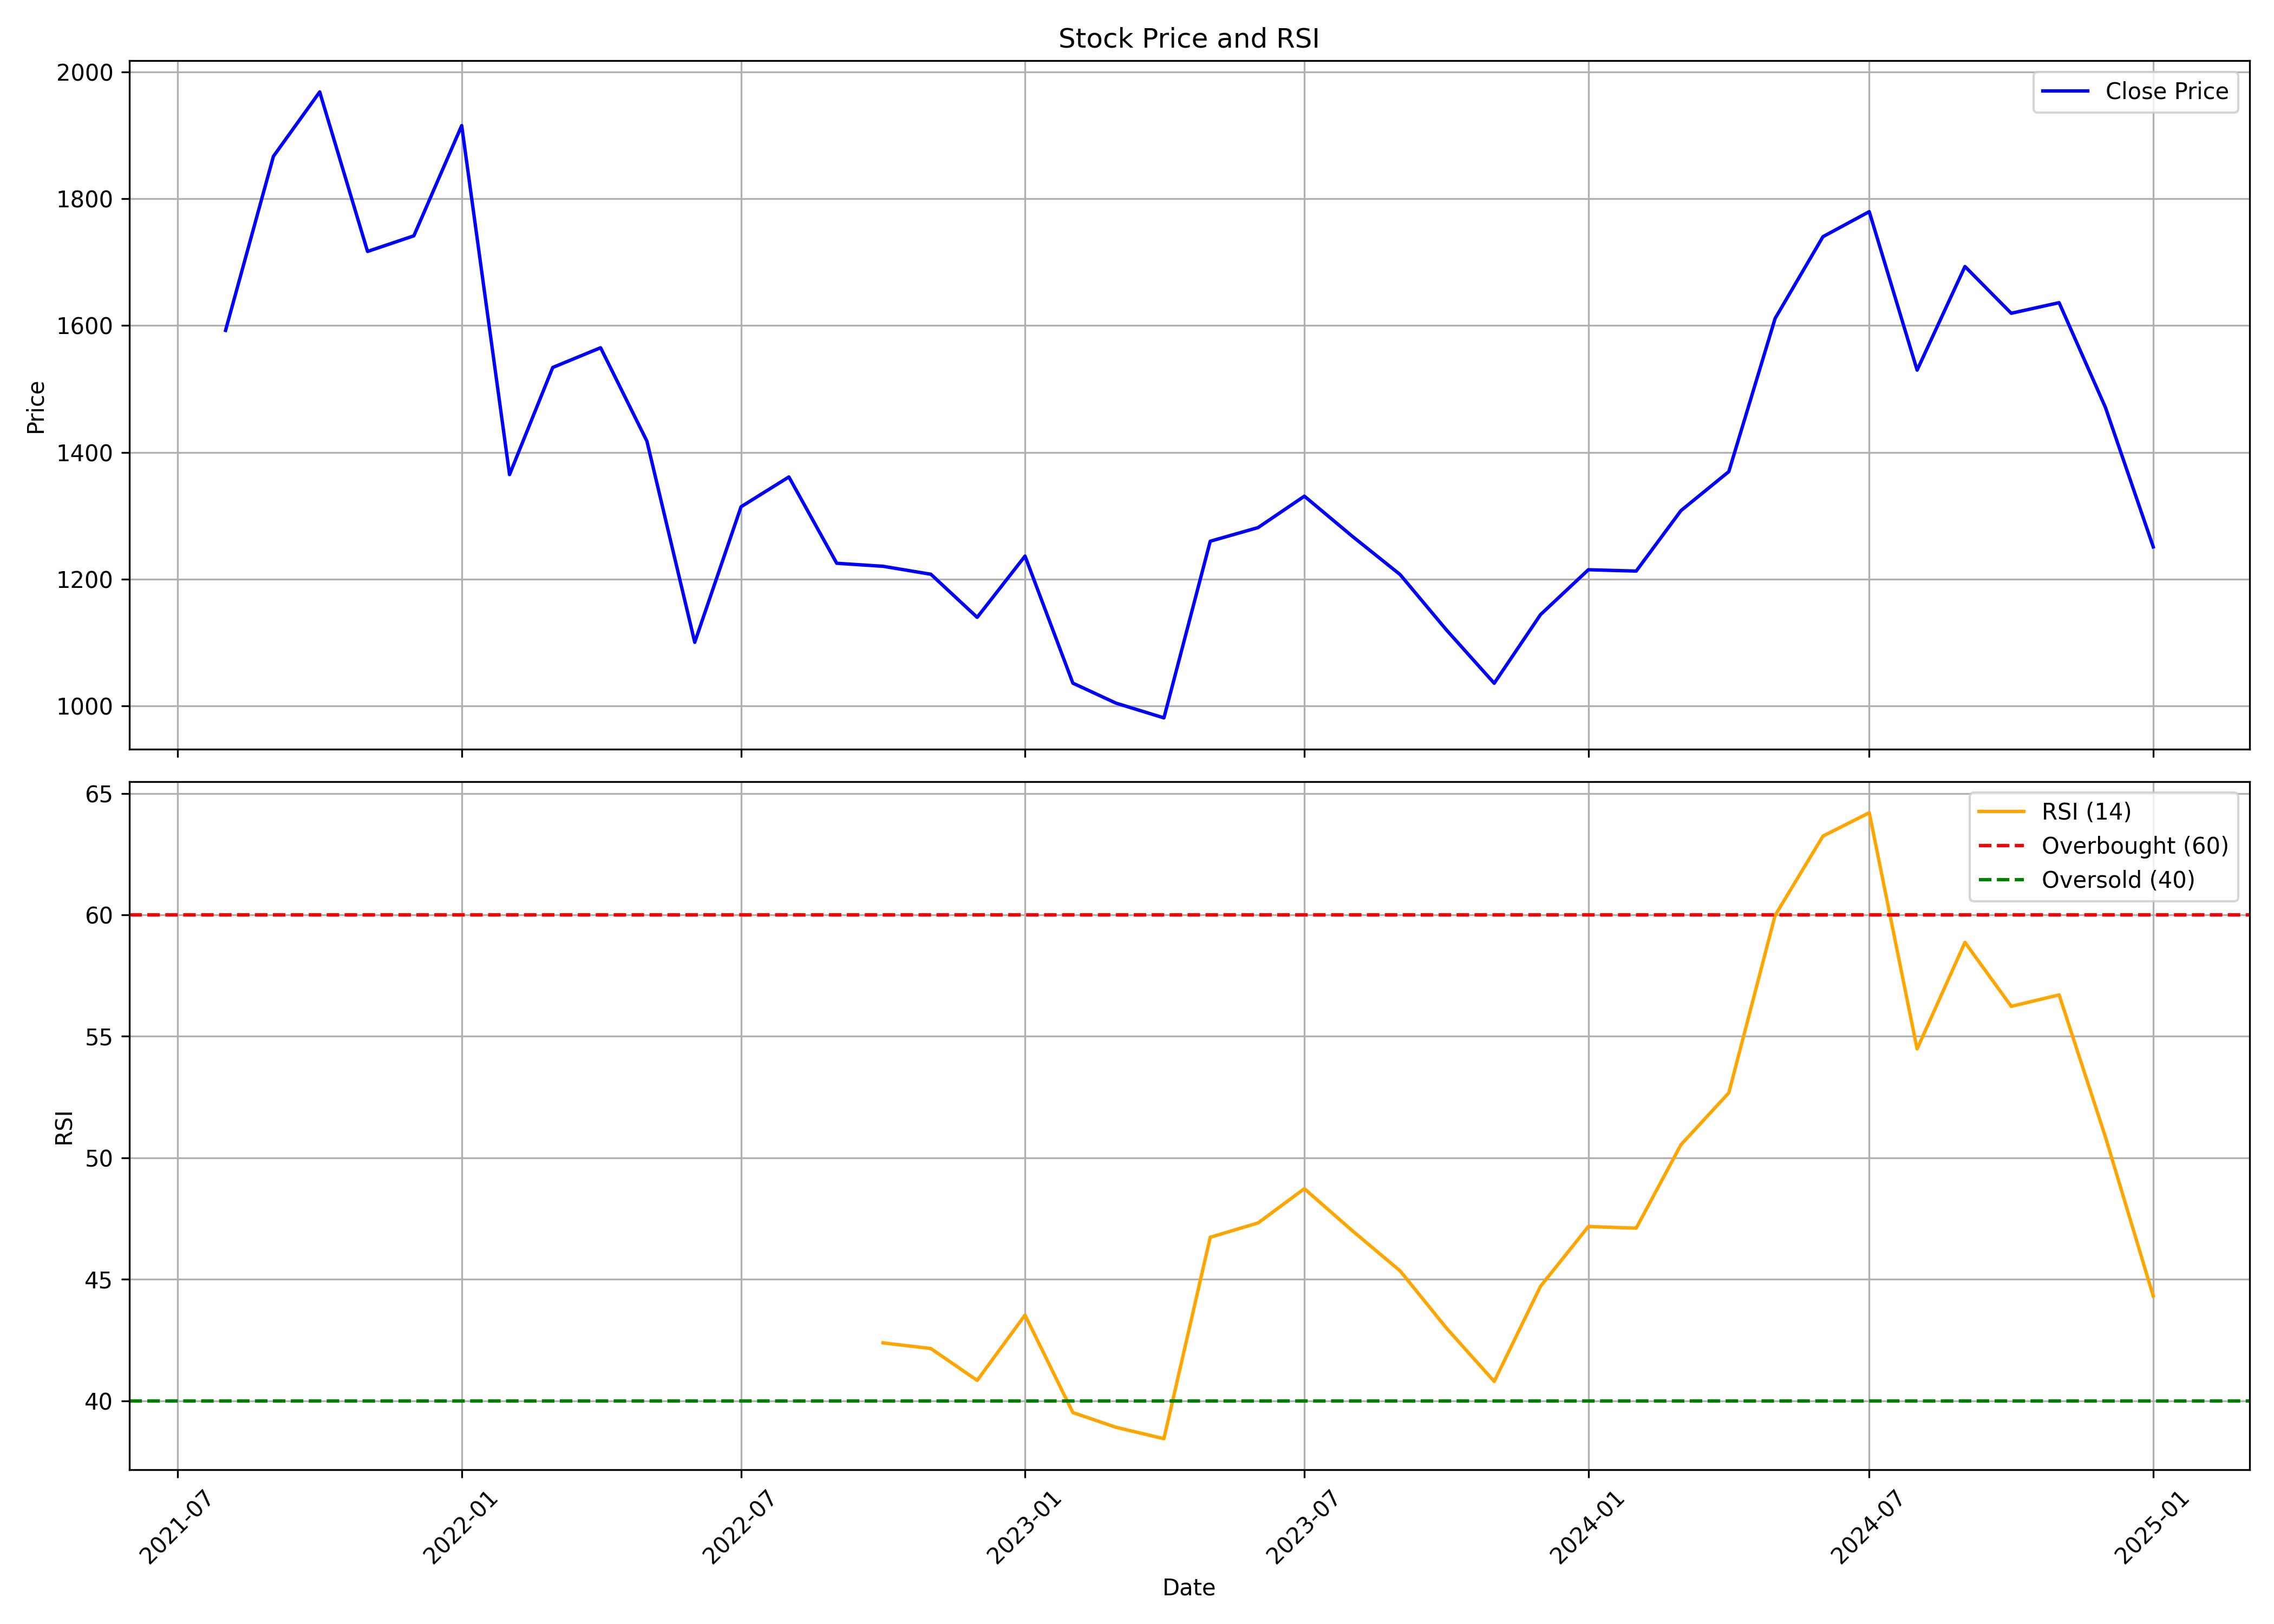 Stock Price and RSI
2000
1800
1600
1400
1200
1000
Price
Close Price
65
60
55
50
45
40
RSI
RSI (14)
Overbought (60)
Oversold (40)
2021-07
2022-01
2022-07
2023-01
2023-07
2024-01
2024-07
2025-01
Date